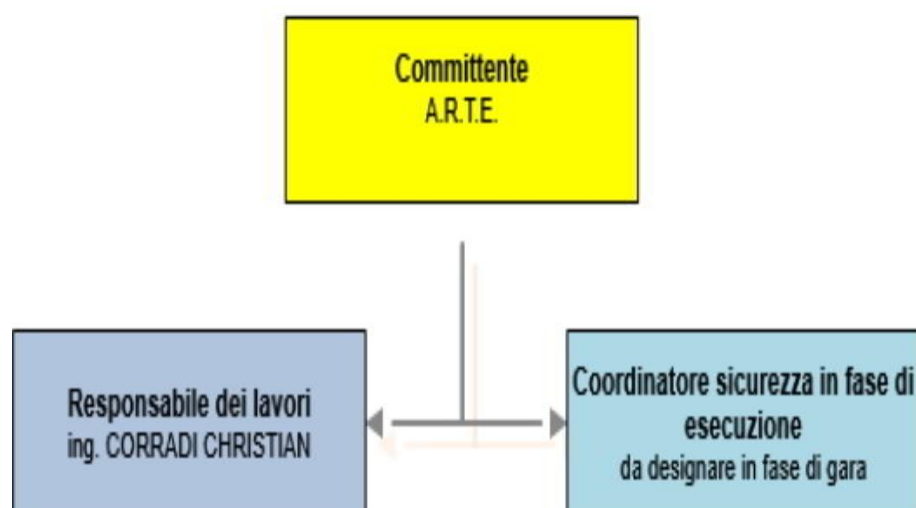 Committente
A.R.T.E.
Responsabile dei lavori
ing. CORRADI CHRISTIAN
Coordinatore sicurezza in fase di
esecuzione
da designare in fase di gara